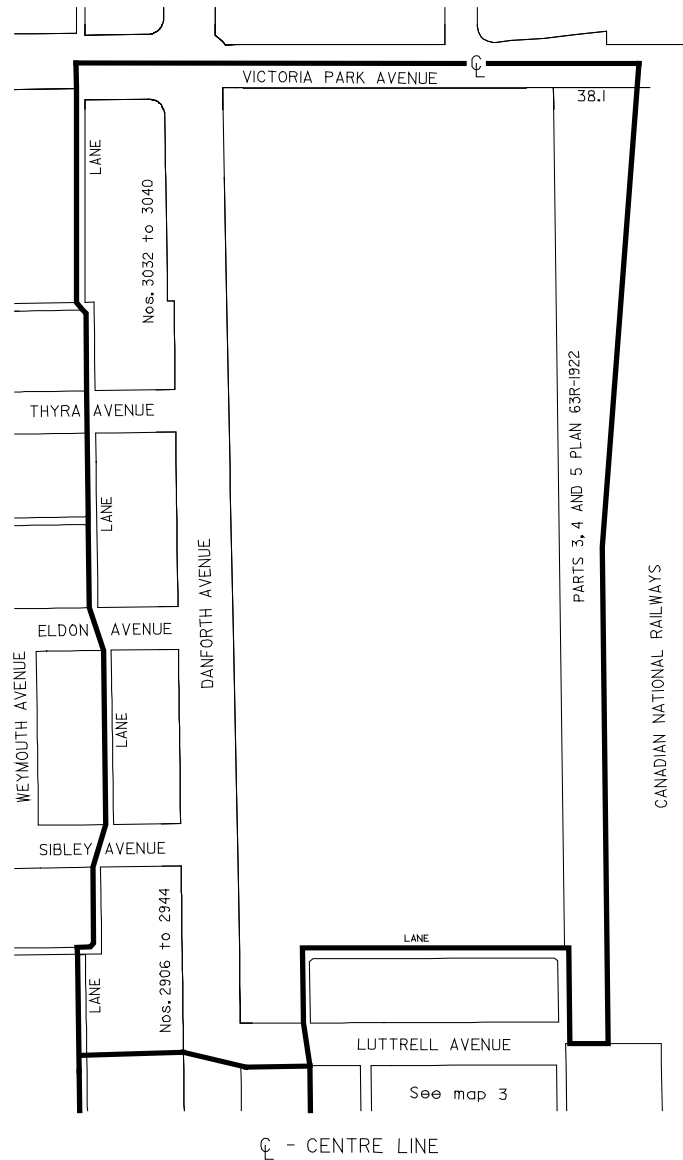 ℄
VICTORIA PARK AVENUE
38.1
LANE
Nos. 3032 to 3040
PARTS 3, 4 AND 5 PLAN 63R-1922
THYRA AVENUE
LANE
DANFORTH AVENUE
CANADIAN NATIONAL RAILWAYS
ELDON AVENUE
WEYMOUTH AVENUE
LANE
SIBLEY AVENUE
Nos. 2906 to 2944
LANE
LANE
LUTTRELL AVENUE
See map 3
℄ - CENTRE LINE